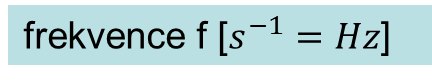 frekvence f [s⁻¹ = Hz]